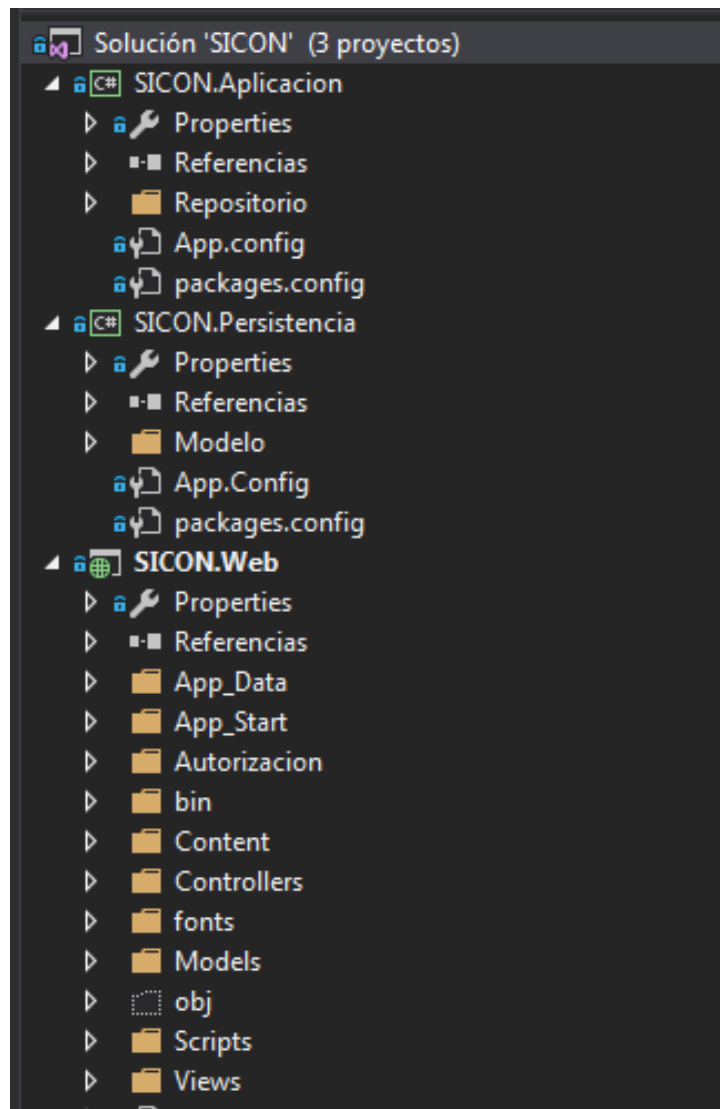 Solución 'SICON' (3 proyectos)
C# SICON.Aplicacion
Properties
Referencias
Repositorio
App.config
packages.config
C# SICON.Persistencia
Properties
Referencias
Modelo
App.Config
packages.config
SICON.Web
Properties
Referencias
App_Data
App_Start
Autorizacion
bin
Content
Controllers
fonts
Models
obj
Scripts
Views